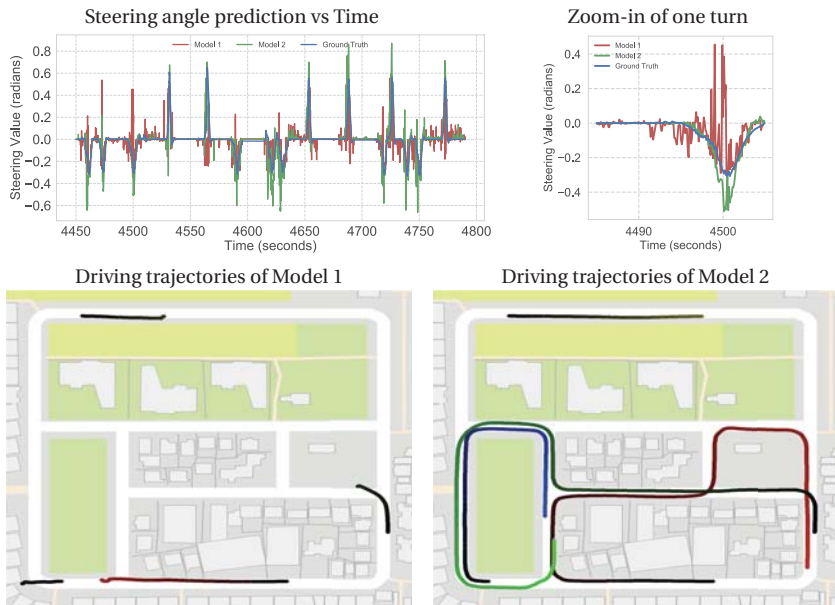 Steering angle prediction vs Time
Model 1
Model 2
Ground Truth
Steering Value (radians)
0.8
0.6
0.4
0.2
0.0
−0.2
−0.4
−0.6
4450
4500
4550
4600
4650
4700
4750
4800
Time (seconds)
Zoom-in of one turn
Model 1
Model 2
Ground Truth
Steering Value (radians)
0.4
0.2
0.0
−0.2
−0.4
4490
4500
Time (seconds)
Driving trajectories of Model 1
Driving trajectories of Model 2